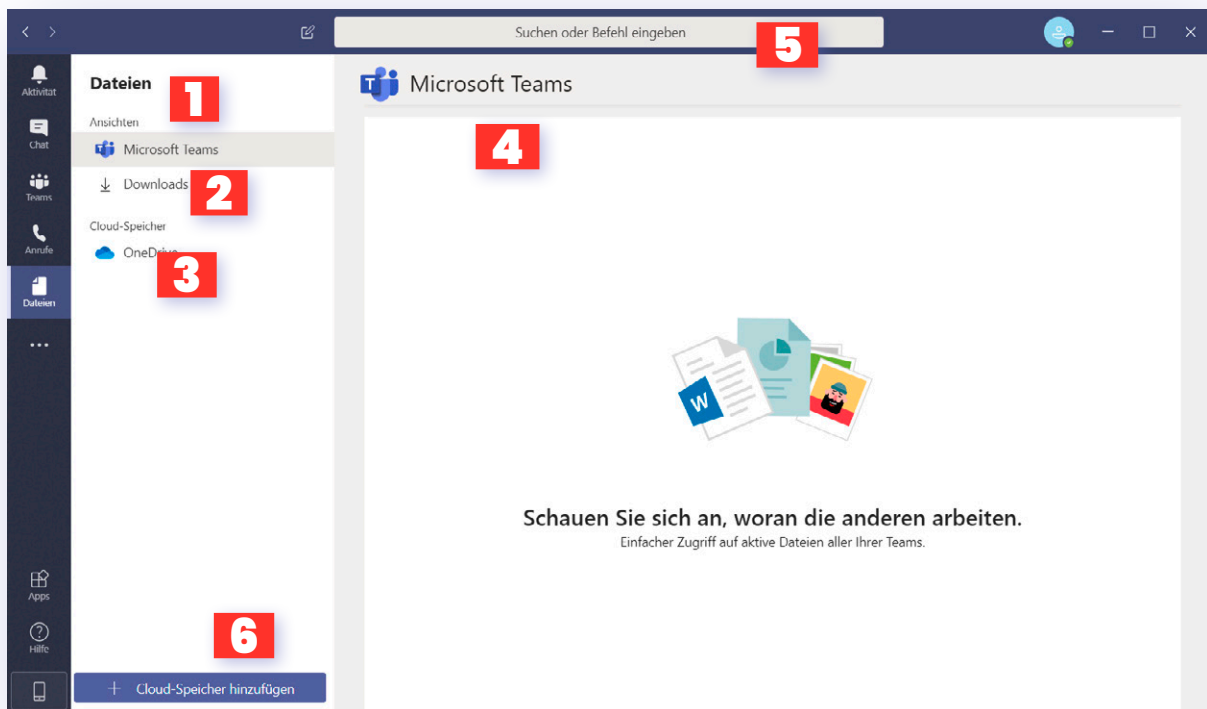 Suchen oder Befehl eingeben
5
Aktivitat
Chat
Teams
Anrufe
Dateien
Apps
Hilfe
Dateien
1
Ansichten
Microsoft Teams
Downloads
2
Cloud-Speicher
OneDrive
3
6
+ Cloud-Speicher hinzufügen
T
Microsoft Teams
4
W
Schauen Sie sich an, woran die anderen arbeiten.
Einfacher Zugriff auf aktive Dateien aller Ihrer Teams.